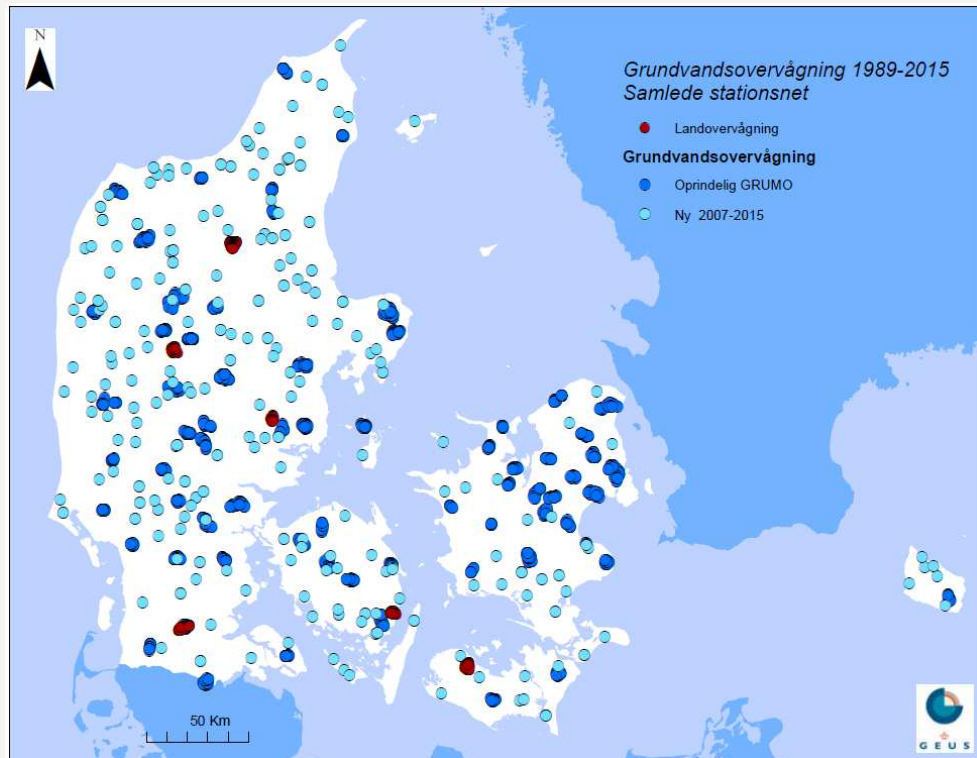 N
Grundvandsovervågning 1989-2015
Samlede stationsnet
Landovervågning
Grundvandsovervågning
Oprindelig GRUMO
Ny 2007-2015
50 Km
GEUS